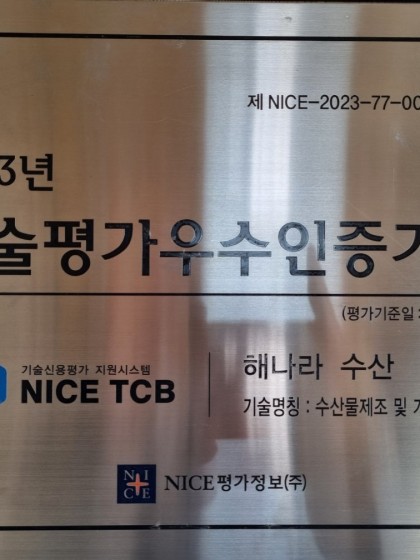 제 NICE-2023-77-00
3년
술평가우수인증기
(평가기준일 :
기술신용평가 지원시스템
NICE TCB
해나라 수산
기술명칭 : 수산물제조 및 가
NICE NICE평가정보(주)